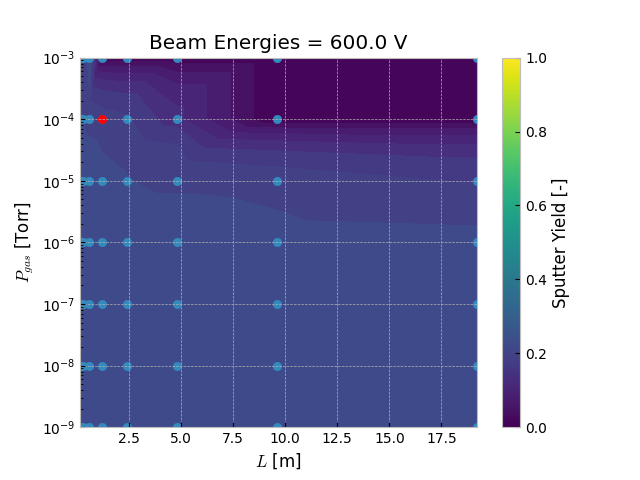 Beam Energies = 600.0 V
10⁻³
10⁻⁴
10⁻⁵
10⁻⁶
10⁻⁷
10⁻⁸
10⁻⁹
P_gas [Torr]
2.5 5.0 7.5 10.0 12.5 15.0 17.5
L [m]
1.0
0.8
0.6
0.4
0.2
0.0
Sputter Yield [-]